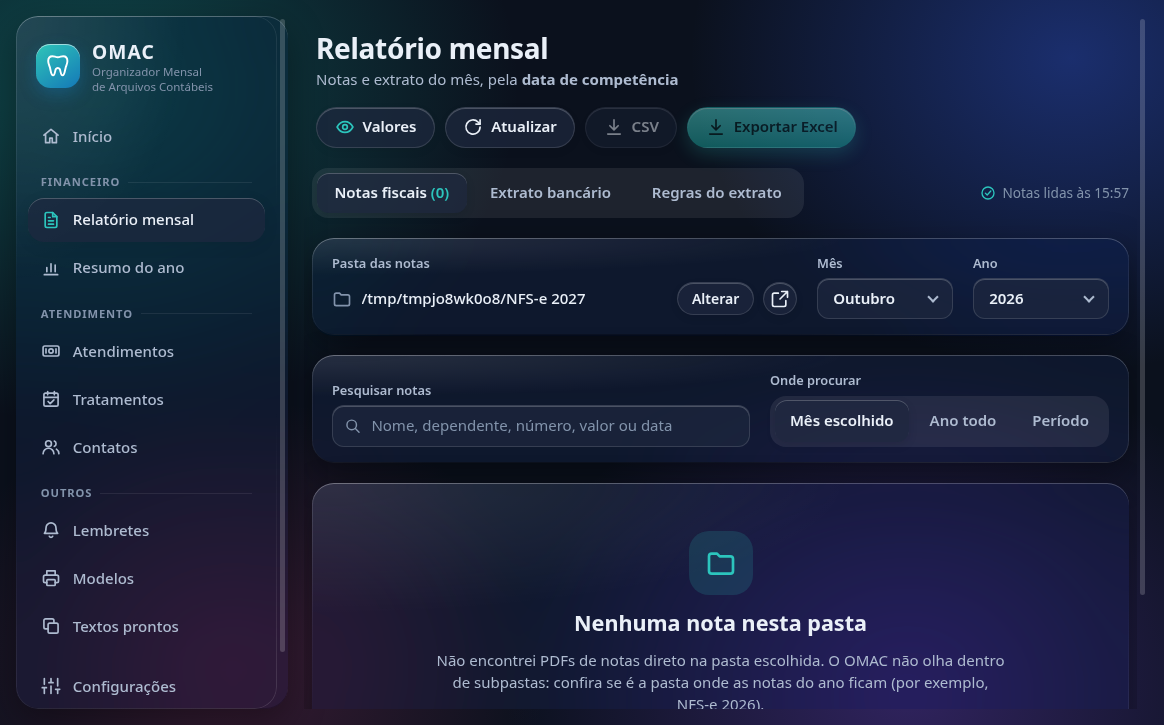 OMAC
Organizador Mensal
de Arquivos Contábeis
Início
FINANCEIRO
Relatório mensal
Resumo do ano
ATENDIMENTO
Atendimentos
Tratamentos
Contatos
OUTROS
Lembretes
Modelos
Textos prontos
Configurações
Relatório mensal
Notas e extrato do mês, pela data de competência
Valores
Atualizar
CSV
Exportar Excel
Notas fiscais (0)
Extrato bancário
Regras do extrato
Notas lidas às 15:57
Pasta das notas
/tmp/tmpjo8wk0o8/NFS-e 2027
Alterar
Mês
Outubro
Ano
2026
Pesquisar notas
Nome, dependente, número, valor ou data
Onde procurar
Mês escolhido
Ano todo
Período
Nenhuma nota nesta pasta
Não encontrei PDFs de notas direto na pasta escolhida. O OMAC não olha dentro
de subpastas: confira se é a pasta onde as notas do ano ficam (por exemplo,
NFS-e 2026).